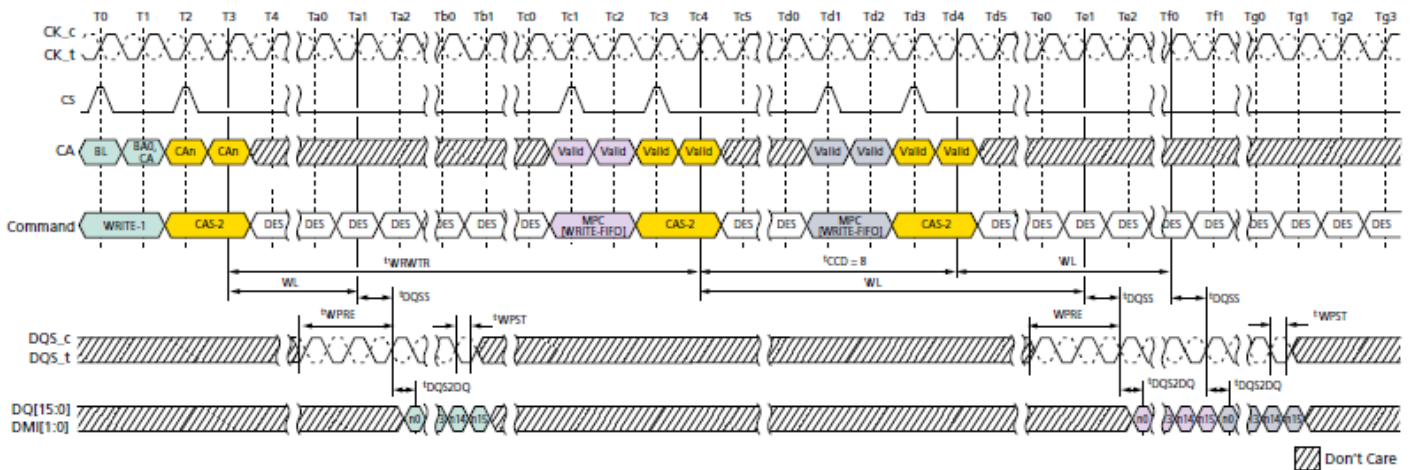 T0 T1 T2 T3 T4 Ta0 Ta1 Ta2 Tb0 Tb1 Tc0 Tc1 Tc2 Tc3 Tc4 Tc5 Td0 Td1 Td2 Td3 Td4 Td5 Te0 Te1 Te2 Tf0 Tf1 Tg0 Tg1 Tg2 Tg3
CK_c
CK_t
CS
CA BL BA0, CA CAn CAn Valid Valid Valid Valid Valid Valid Valid Valid
Command WRITE-1 CAS-2 DES DES DES DES DES DES DES MPC [WRITE-FIFO] CAS-2 DES DES MPC [WRITE-FIFO] CAS-2 DES DES DES DES DES DES DES DES DES DES
tWRWTR tCCD = 8 WL
WL WL
tDQSS tDQSS tDQSS
tWPRE tWPST WPRE tWPST
DQS_c
DQS_t
tDQS2DQ tDQS2DQ tDQS2DQ
DQ[15:0]
DMI[1:0]
n0 n14 n15 n0 n14 n15 n0 n14 n15
Don't Care